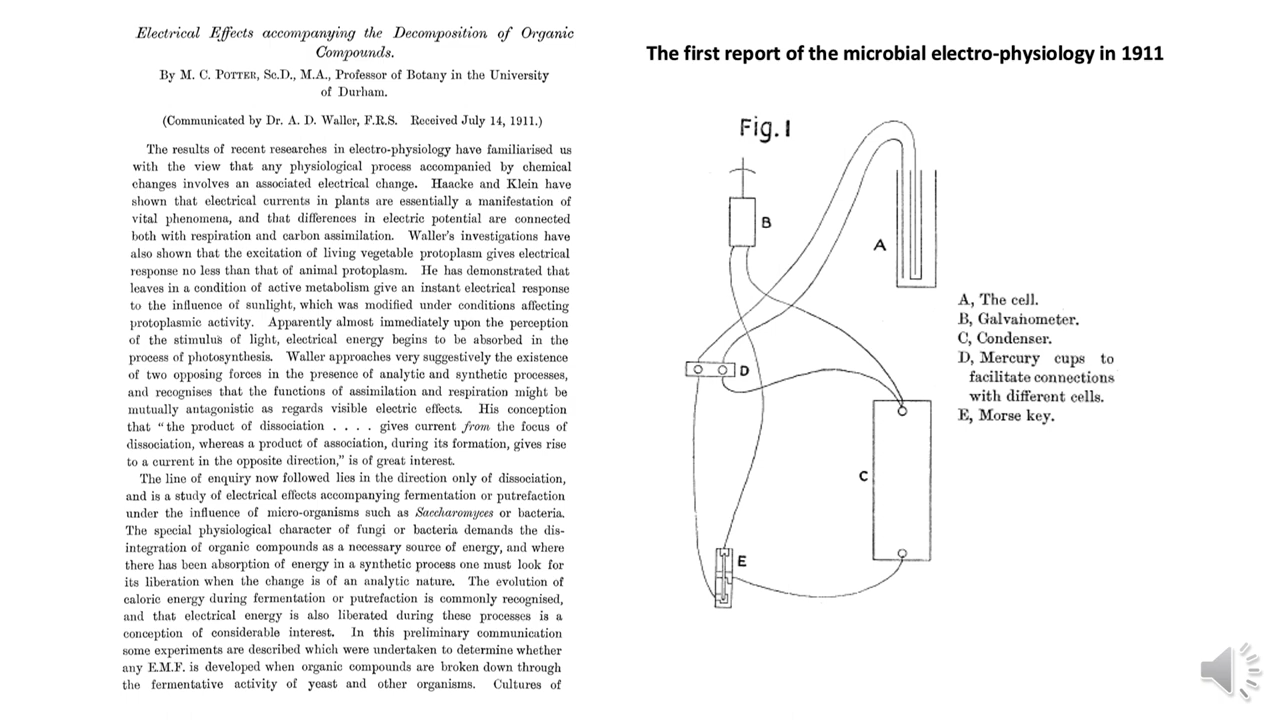 Electrical Effects accompanying the Decomposition of Organic
Compounds.
By M. C. POTTER, Sc.D., M.A., Professor of Botany in the University
of Durham.
(Communicated by Dr. A. D. Waller, F.R.S. Received July 14, 1911.)
The results of recent researches in electro-physiology have familiarised us
with the view that any physiological process accompanied by chemical
changes involves an associated electrical change. Haacke and Klein have
shown that electrical currents in plants are essentially a manifestation of
vital phenomena, and that differences in electric potential are connected
both with respiration and carbon assimilation. Waller's investigations have
also shown that the excitation of living vegetable protoplasm gives electrical
response no less than that of animal protoplasm. He has demonstrated that
leaves in a condition of active metabolism give an instant electrical response
to the influence of sunlight, which was modified under conditions affecting
protoplasmic activity. Apparently almost immediately upon the perception
of the stimulus of light, electrical energy begins to be absorbed in the
process of photosynthesis. Waller approaches very suggestively the existence
of two opposing forces in the presence of analytic and synthetic processes,
and recognises that the functions of assimilation and respiration might be
mutually antagonistic as regards visible electric effects. His conception
that "the product of dissociation . . . . gives current from the focus of
dissociation, whereas a product of association, during its formation, gives rise
to a current in the opposite direction," is of great interest.
The line of enquiry now followed lies in the direction only of dissociation,
and is a study of electrical effects accompanying fermentation or putrefaction
under the influence of micro-organisms such as Saccharomyces or bacteria.
The special physiological character of fungi or bacteria demands the dis-
integration of organic compounds as a necessary source of energy, and where
there has been absorption of energy in a synthetic process one must look for
its liberation when the change is of an analytic nature. The evolution of
caloric energy during fermentation or putrefaction is commonly recognised,
and that electrical energy is also liberated during these processes is a
conception of considerable interest. In this preliminary communication
some experiments are described which were undertaken to determine whether
any E.M.F. is developed when organic compounds are broken down through
the fermentative activity of yeast and other organisms. Cultures of
The first report of the microbial electro-physiology in 1911
Fig. 1
B
A
D
C
E
A, The cell.
B, Galvanometer.
C, Condenser.
D, Mercury cups to
facilitate connections
with different cells.
E, Morse key.